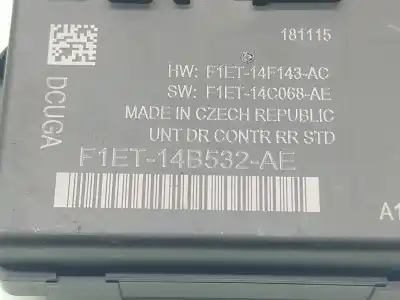 181115
DCUGA
HW: F1ET-14F143-AC
SW: F1ET-14C068-AE
MADE IN CZECH REPUBLIC
UNT DR CONTR RR STD
F1ET-14B532-AE
A1